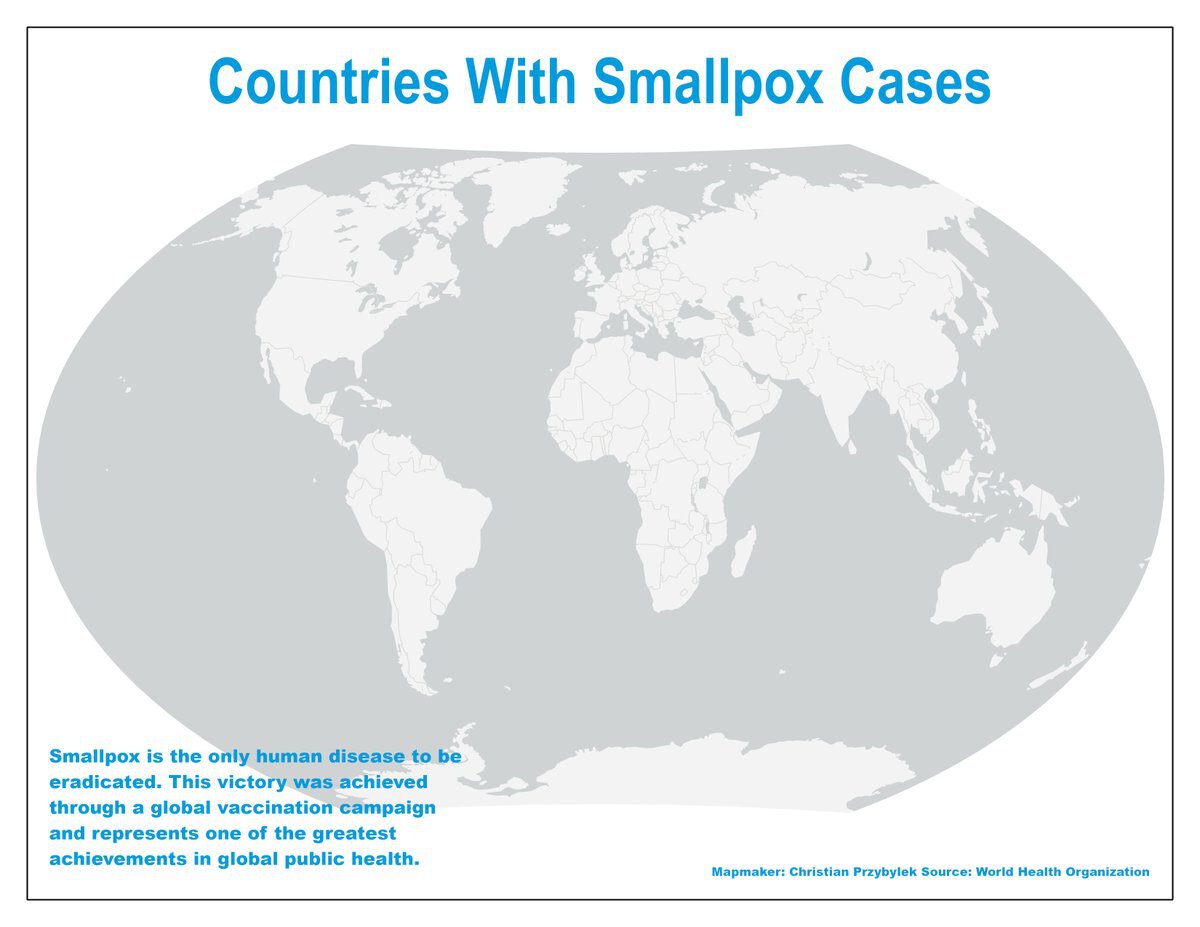 Countries With Smallpox Cases
Smallpox is the only human disease to be
eradicated. This victory was achieved
through a global vaccination campaign
and represents one of the greatest
achievements in global public health.
Mapmaker: Christian Przybylek Source: World Health Organization